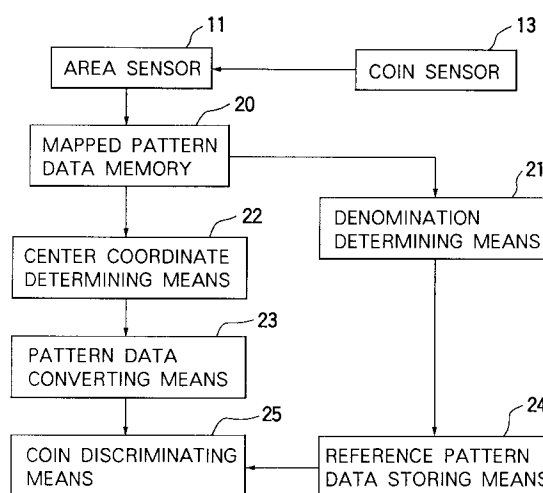 11
AREA SENSOR
13
COIN SENSOR
20
MAPPED PATTERN
DATA MEMORY
21
DENOMINATION
DETERMINING MEANS
22
CENTER COORDINATE
DETERMINING MEANS
23
PATTERN DATA
CONVERTING MEANS
25
COIN DISCRIMINATING
MEANS
24
REFERENCE PATTERN
DATA STORING MEANS